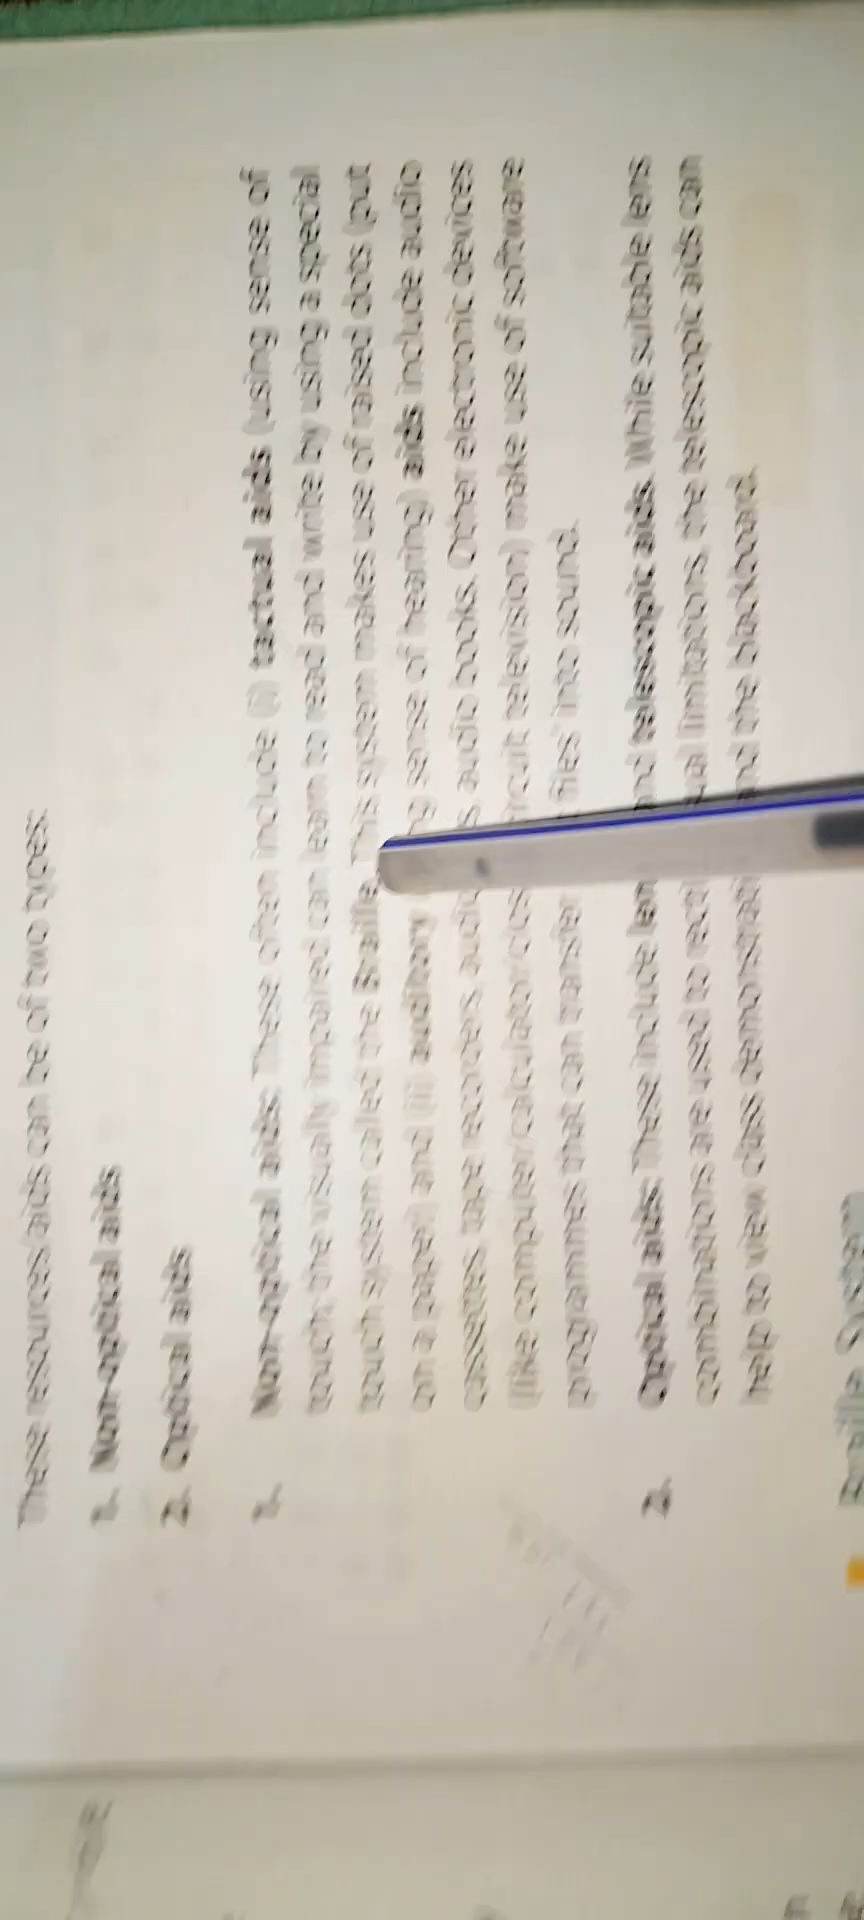 These resources/aids can be of two types:
1. Non-optical aids
2. Optical aids
1. Non-optical aids: These often include (i) tactual aids (using sense of
touch; the visually impaired can learn to read and write by using a special
touch system called the Braille. This system makes use of raised dots (put
on a paper) and (ii) auditory sense of hearing) aids include audio
cassettes, tape recorders, audio books. Other electronic devices
(like computer/calculator/ television) make use of software
programmes that can transfer files into sound.
2. Optical aids: These include and telescopic aids. While suitable lens
combinations are used to limitations, the telescopic aids can
help to view class and the blackboard.
Braille System